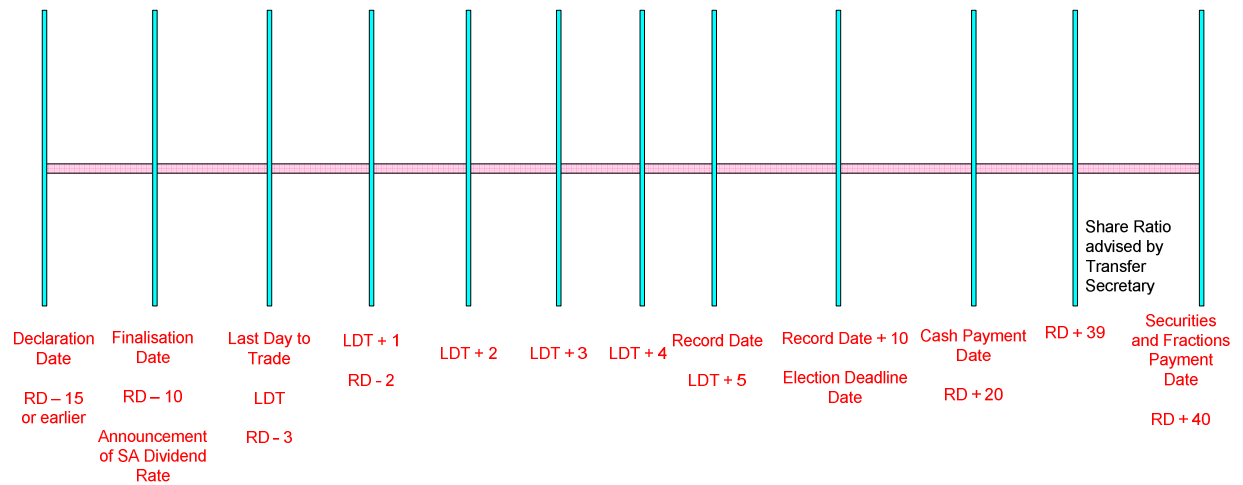 Share Ratio
advised by
Transfer
Secretary
Declaration
Date
RD – 15
or earlier
Finalisation
Date
RD – 10
Announcement
of SA Dividend
Rate
Last Day to
Trade
LDT
RD - 3
LDT + 1
RD - 2
LDT + 2
LDT + 3
LDT + 4
Record Date
LDT + 5
Record Date + 10
Election Deadline
Date
Cash Payment
Date
RD + 20
RD + 39
Securities
and Fractions
Payment
Date
RD + 40